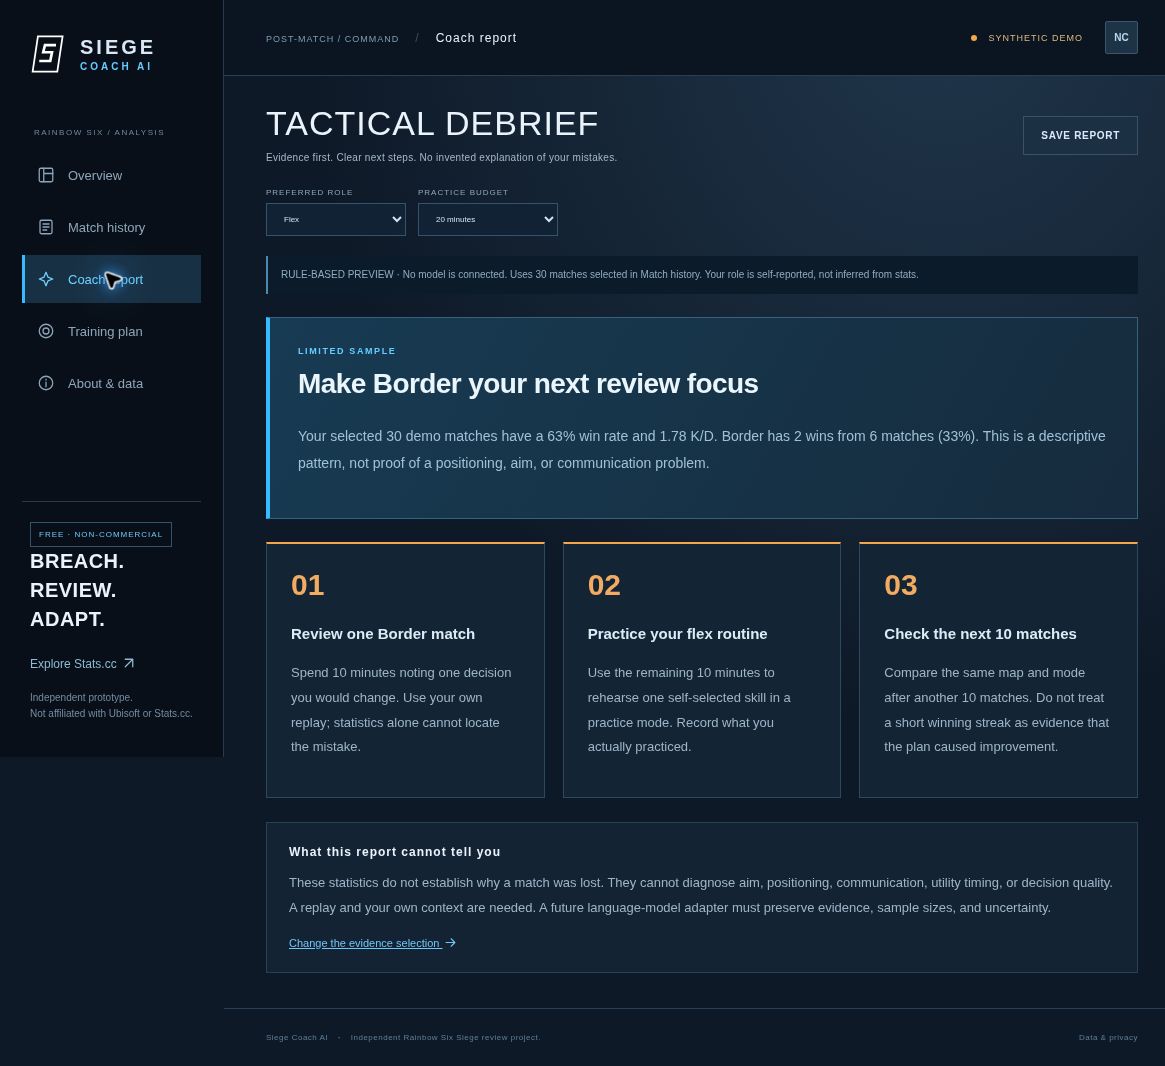 SIEGE
COACH AI
RAINBOW SIX / ANALYSIS
Overview
Match history
Coach report
Training plan
About & data
FREE · NON-COMMERCIAL
BREACH.
REVIEW.
ADAPT.
Explore Stats.cc
Independent prototype.
Not affiliated with Ubisoft or Stats.cc.
POST-MATCH / COMMAND / Coach report
SYNTHETIC DEMO
NC
TACTICAL DEBRIEF
Evidence first. Clear next steps. No invented explanation of your mistakes.
SAVE REPORT
PREFERRED ROLE
Flex
PRACTICE BUDGET
20 minutes
RULE-BASED PREVIEW · No model is connected. Uses 30 matches selected in Match history. Your role is self-reported, not inferred from stats.
LIMITED SAMPLE
Make Border your next review focus
Your selected 30 demo matches have a 63% win rate and 1.78 K/D. Border has 2 wins from 6 matches (33%). This is a descriptive
pattern, not proof of a positioning, aim, or communication problem.
01
Review one Border match
Spend 10 minutes noting one decision
you would change. Use your own
replay; statistics alone cannot locate
the mistake.
02
Practice your flex routine
Use the remaining 10 minutes to
rehearse one self-selected skill in a
practice mode. Record what you
actually practiced.
03
Check the next 10 matches
Compare the same map and mode
after another 10 matches. Do not treat
a short winning streak as evidence that
the plan caused improvement.
What this report cannot tell you
These statistics do not establish why a match was lost. They cannot diagnose aim, positioning, communication, utility timing, or decision quality.
A replay and your own context are needed. A future language-model adapter must preserve evidence, sample sizes, and uncertainty.
Change the evidence selection →
Siege Coach AI · Independent Rainbow Six Siege review project.
Data & privacy